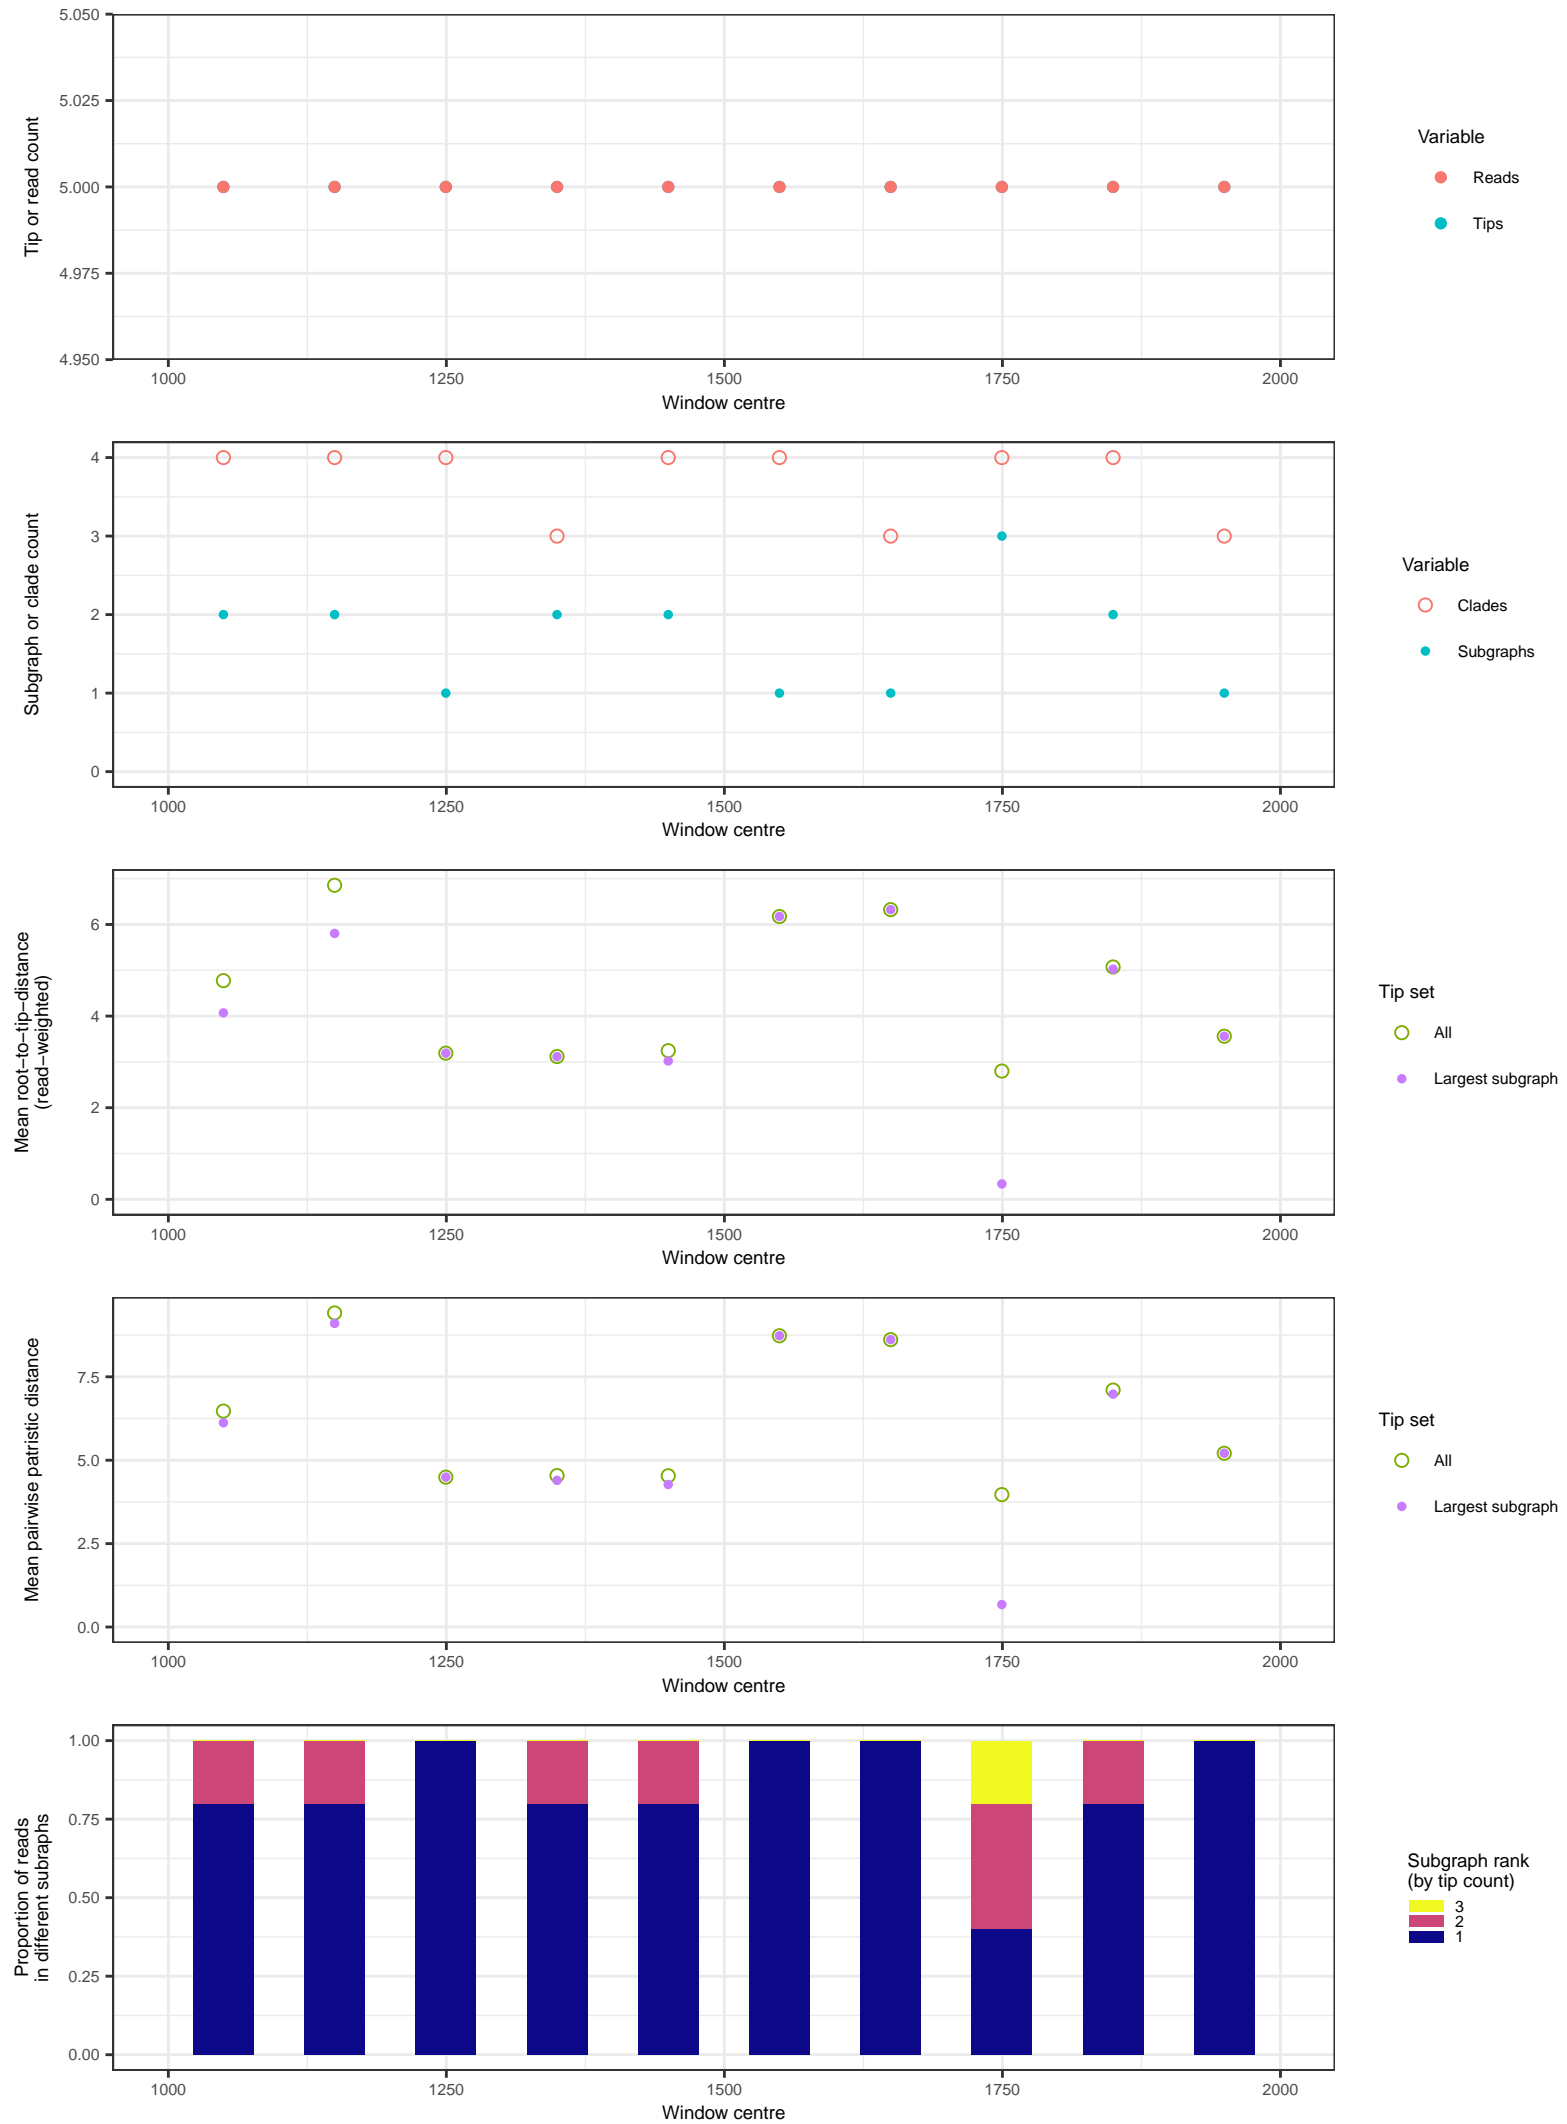 5.050
5.025
5.000
4.975
4.950
Tip or read count
1000 1250 1500 1750 2000
Window centre
Variable
Reads
Tips
4
3
2
1
0
Subgraph or clade count
1000 1250 1500 1750 2000
Window centre
Variable
Clades
Subgraphs
6
4
2
0
Mean root−to−tip−distance
(read−weighted)
1000 1250 1500 1750 2000
Window centre
Tip set
All
Largest subgraph
7.5
5.0
2.5
0.0
Mean pairwise patristic distance
1000 1250 1500 1750 2000
Window centre
Tip set
All
Largest subgraph
1.00
0.75
0.50
0.25
0.00
Proportion of reads
in different subraphs
1000 1250 1500 1750 2000
Window centre
Subgraph rank
(by tip count)
3
2
1